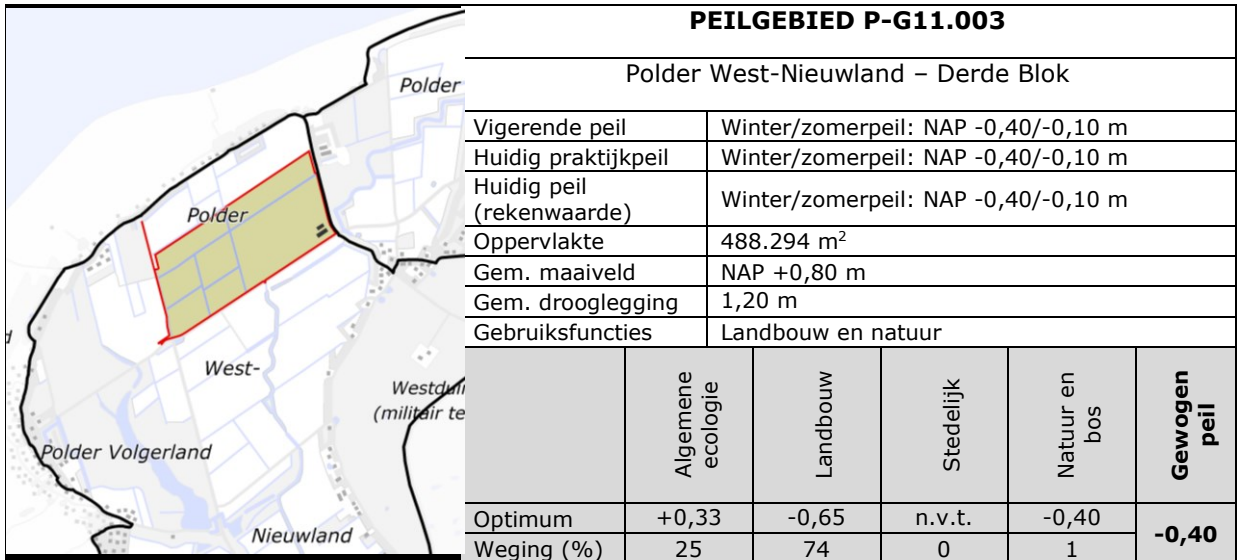 Polder
Polder
West-
Polder Volgerland
Nieuwland
PEILGEBIED P-G11.003
Polder West-Nieuwland – Derde Blok
Vigerende peil Winter/zomerpeil: NAP -0,40/-0,10 m
Huidig praktijkpeil Winter/zomerpeil: NAP -0,40/-0,10 m
Huidig peil
(rekenwaarde) Winter/zomerpeil: NAP -0,40/-0,10 m
Oppervlakte 488.294 m²
Gem. maaiveld NAP +0,80 m
Gem. drooglegging 1,20 m
Gebruiksfuncties Landbouw en natuur
Algemene
ecologie
Landbouw
Stedelijk
Natuur en
bos
Gewogen
peil
Optimum +0,33 -0,65 n.v.t. -0,40 -0,40
Weging (%) 25 74 0 1
(militair te